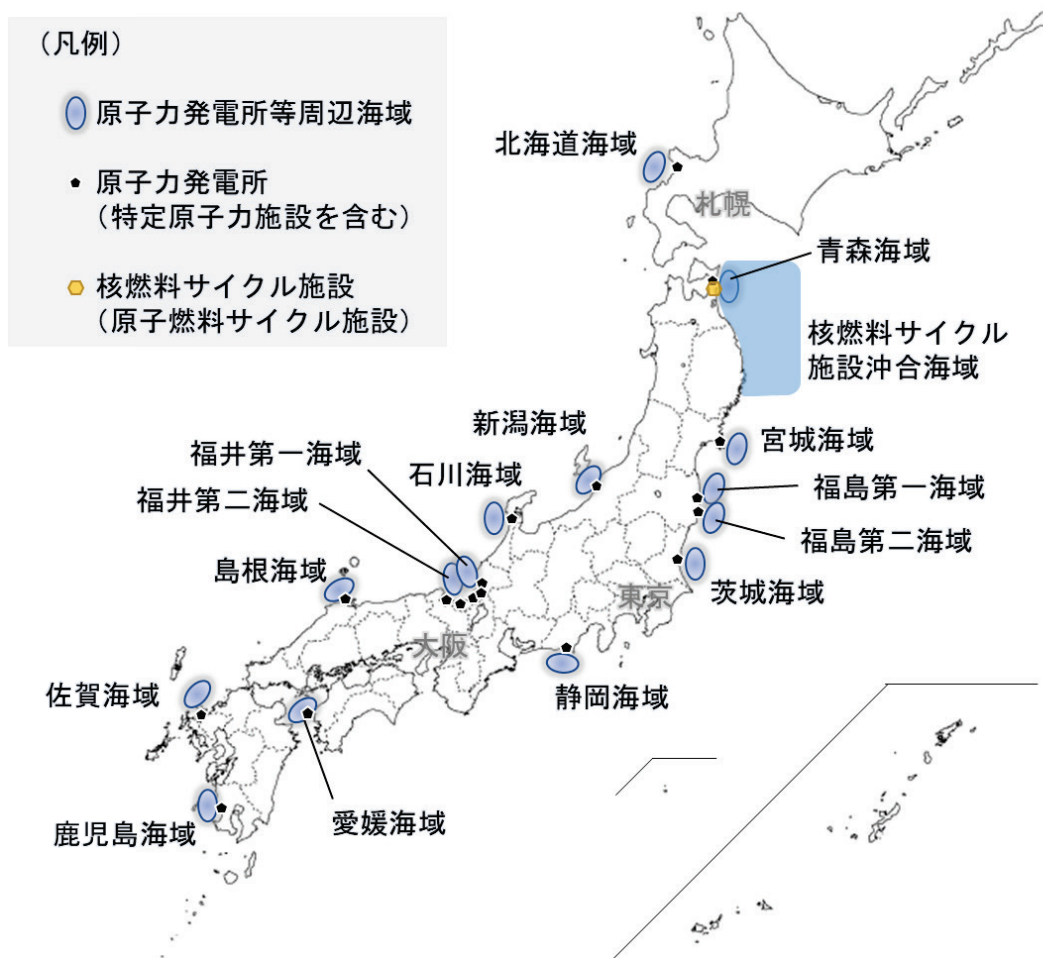 （凡例）
原子力発電所等周辺海域
原子力発電所
（特定原子力施設を含む）
核燃料サイクル施設
（原子燃料サイクル施設）
北海道海域
札幌
青森海域
核燃料サイクル
施設沖合海域
新潟海域
宮城海域
福井第一海域
石川海域
福島第一海域
福井第二海域
福島第二海域
島根海域
東京
茨城海域
大阪
佐賀海域
静岡海域
愛媛海域
鹿児島海域